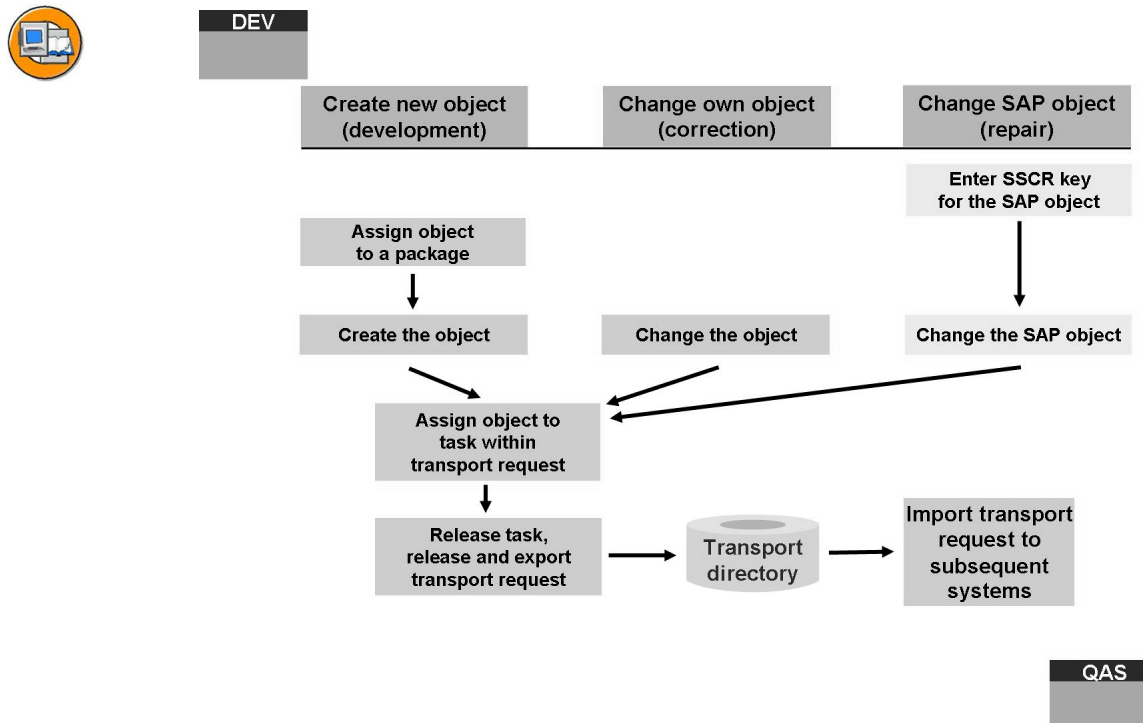 DEV
Create new object
(development)
Change own object
(correction)
Change SAP object
(repair)
Enter SSCR key
for the SAP object
Assign object
to a package
Create the object
Change the object
Change the SAP object
Assign object to
task within
transport request
Release task,
release and export
transport request
Transport
directory
Import transport
request to
subsequent
systems
QAS